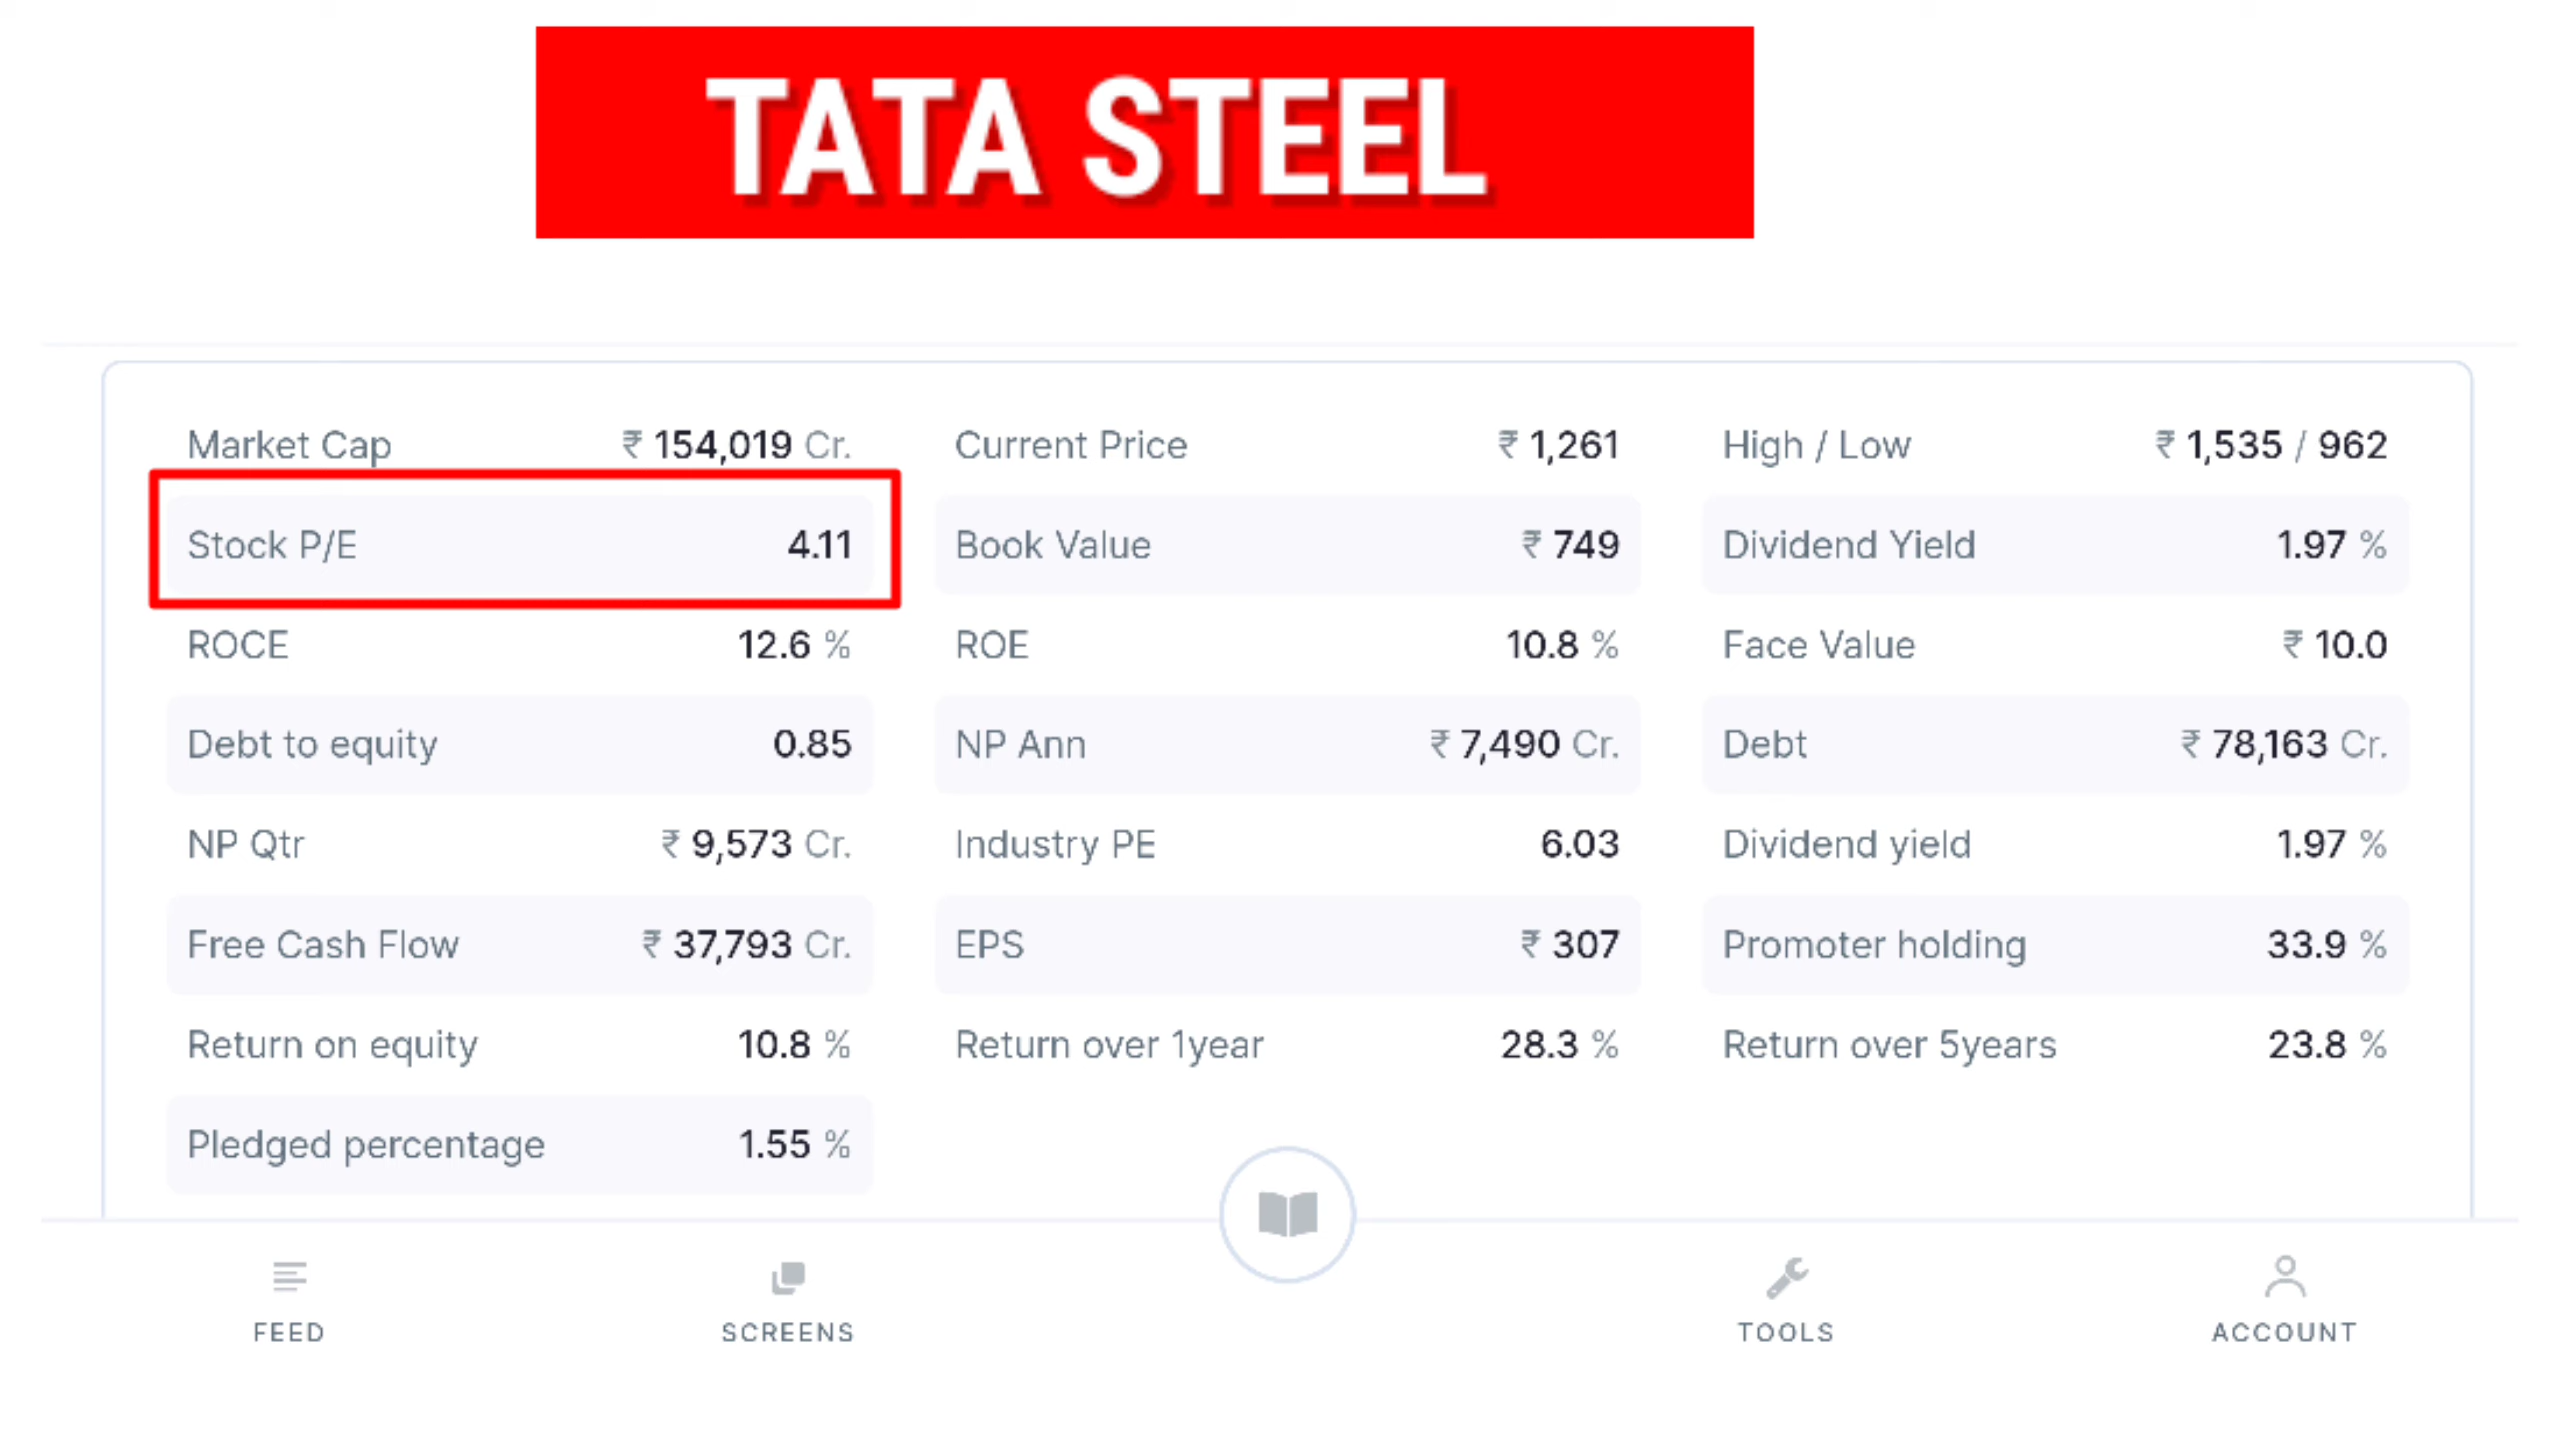 TATA STEEL
Market Cap ₹ 154,019 Cr. Current Price ₹ 1,261 High / Low ₹ 1,535 / 962
Stock P/E 4.11 Book Value ₹ 749 Dividend Yield 1.97 %
ROCE 12.6 % ROE 10.8 % Face Value ₹ 10.0
Debt to equity 0.85 NP Ann ₹ 7,490 Cr. Debt ₹ 78,163 Cr.
NP Qtr ₹ 9,573 Cr. Industry PE 6.03 Dividend yield 1.97 %
Free Cash Flow ₹ 37,793 Cr. EPS ₹ 307 Promoter holding 33.9 %
Return on equity 10.8 % Return over 1year 28.3 % Return over 5years 23.8 %
Pledged percentage 1.55 %
FEED SCREENS TOOLS ACCOUNT